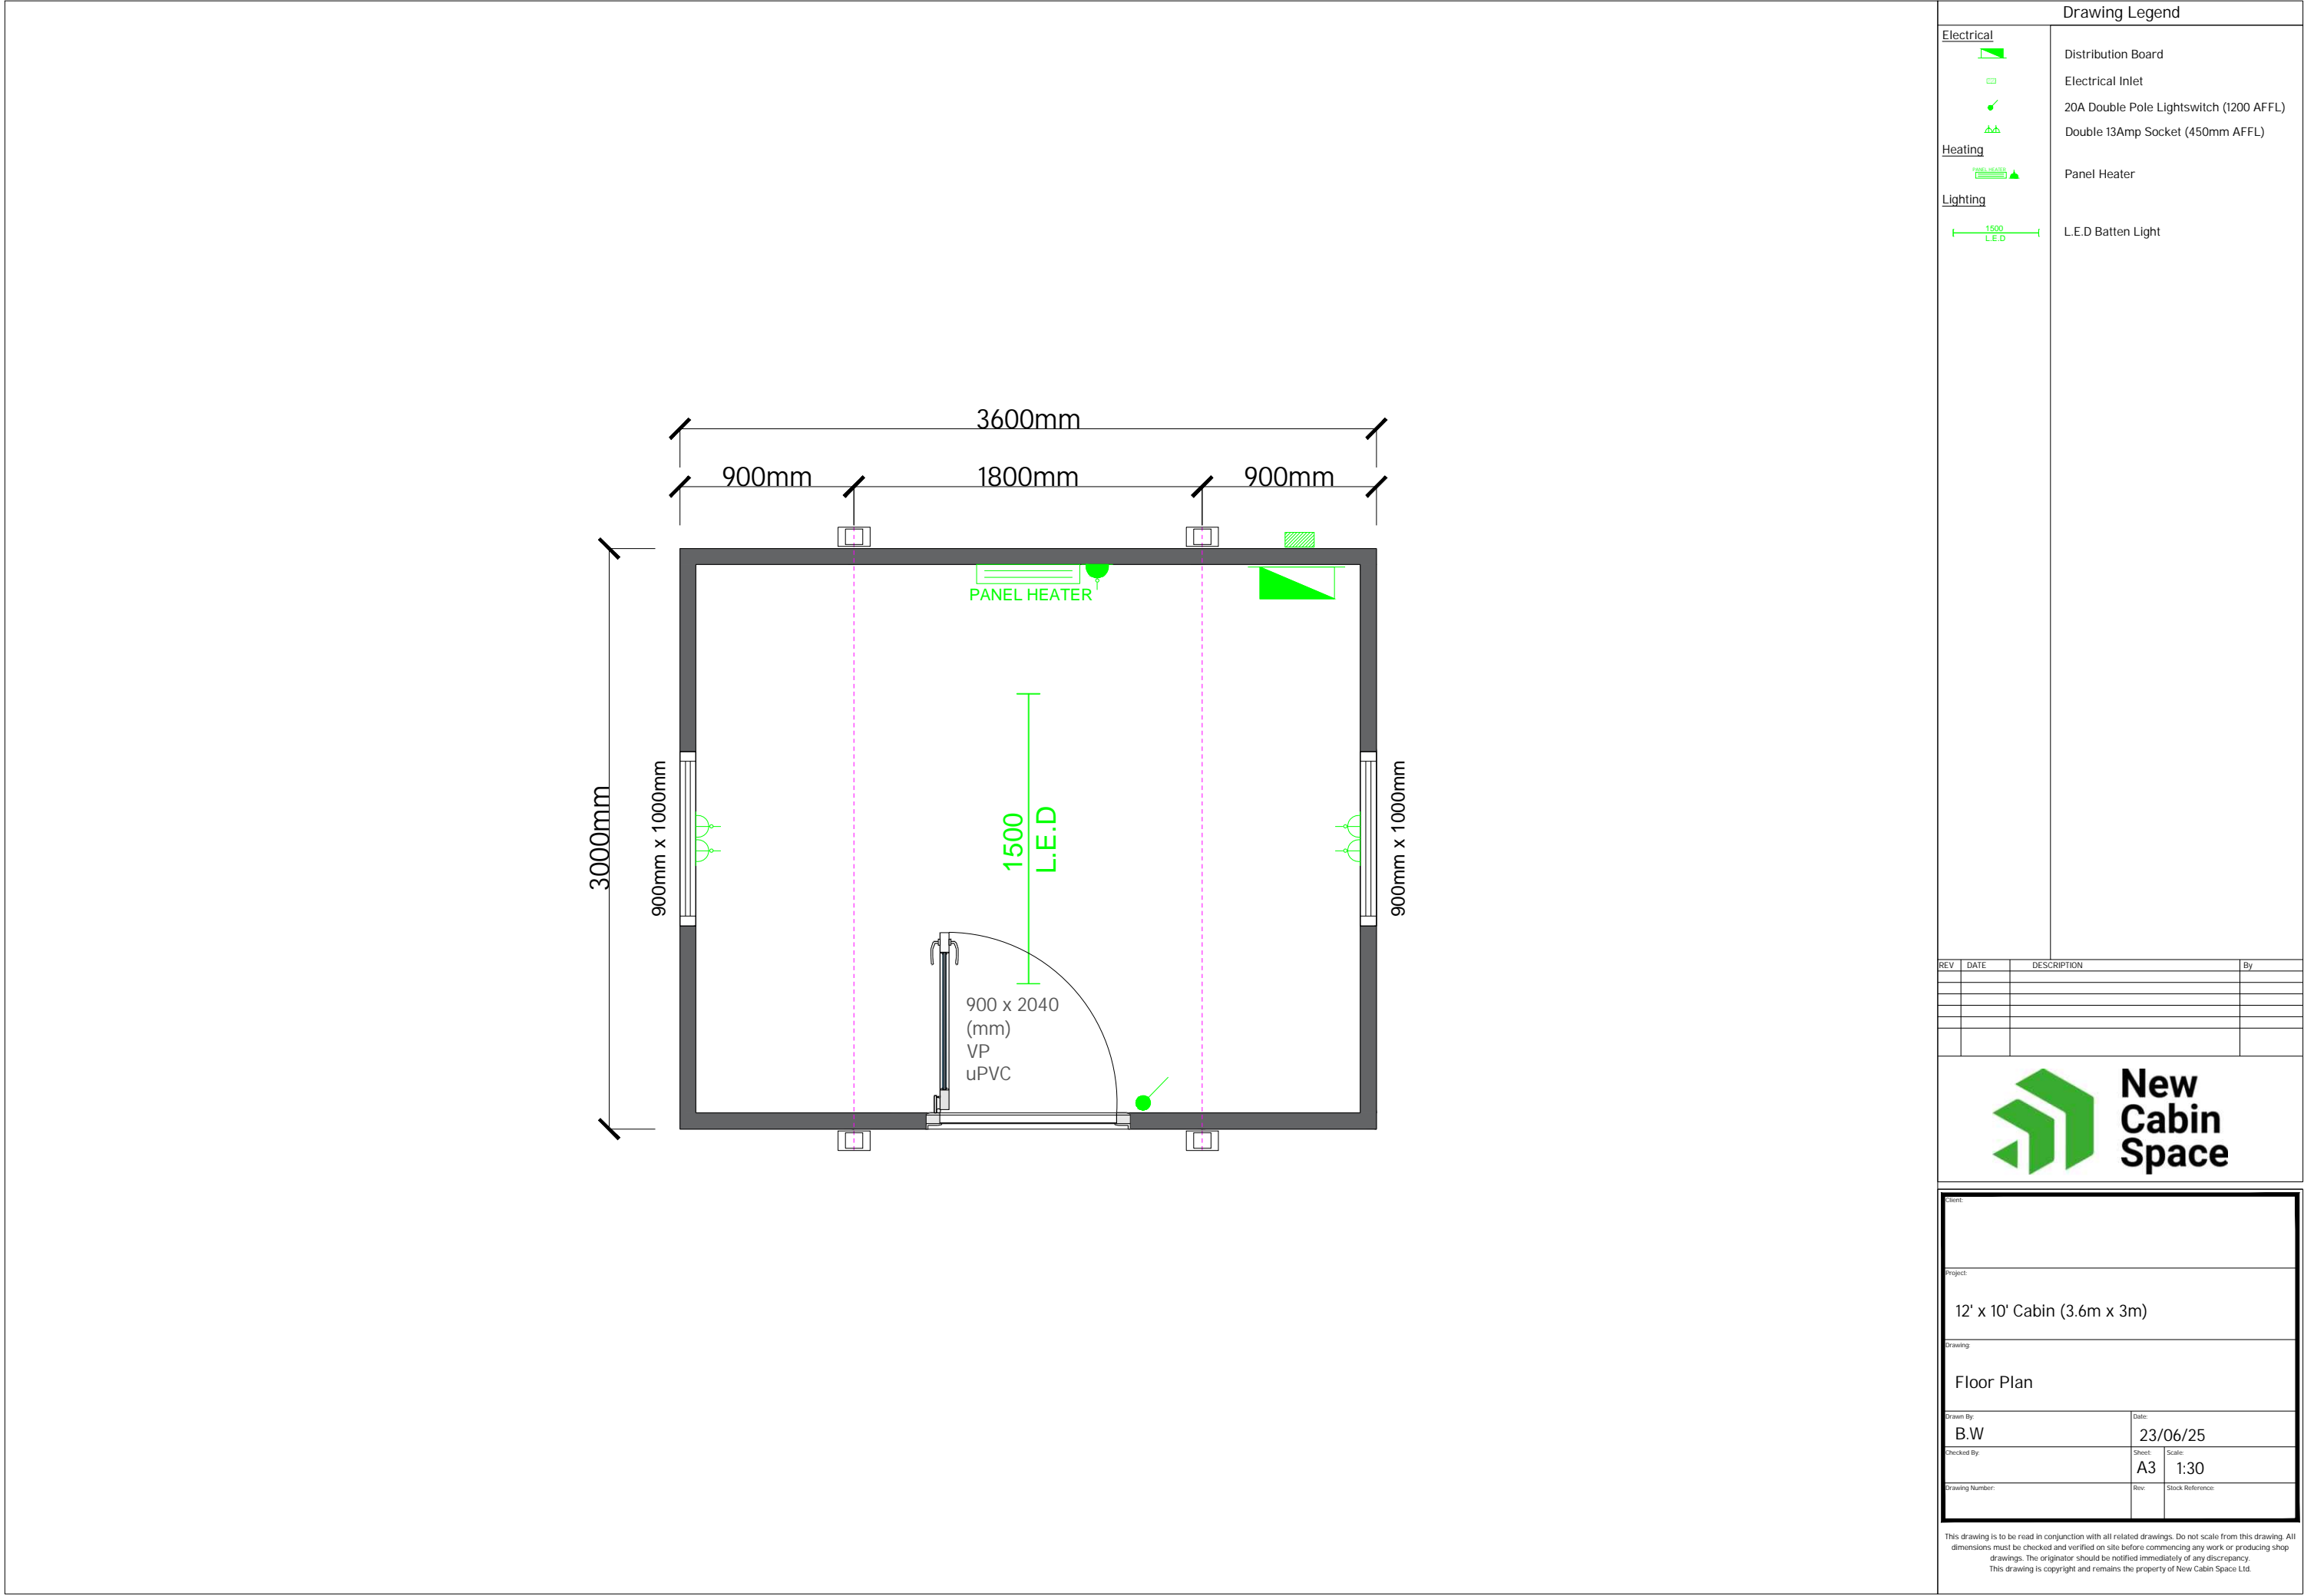 Drawing Legend
Electrical
Distribution Board
Electrical Inlet
20A Double Pole Lightswitch (1200 AFFL)
Double 13Amp Socket (450mm AFFL)
Heating
PANEL HEATER
Panel Heater
Lighting
1500
L.E.D
L.E.D Batten Light
3600mm
900mm
1800mm
900mm
3000mm
900mm x 1000mm
PANEL HEATER
1500
L.E.D
900mm x 1000mm
900 x 2040
(mm)
VP
uPVC
REV DATE DESCRIPTION By
New
Cabin
Space
Client:
Project:
12' x 10' Cabin (3.6m x 3m)
Drawing:
Floor Plan
Drawn By: Date:
B.W 23/06/25
Checked By: Sheet: Scale:
A3 1:30
Drawing Number: Rev: Stock Reference:
This drawing is to be read in conjunction with all related drawings. Do not scale from this drawing. All
dimensions must be checked and verified on site before commencing any work or producing shop
drawings. The originator should be notified immediately of any discrepancy.
This drawing is copyright and remains the property of New Cabin Space Ltd.